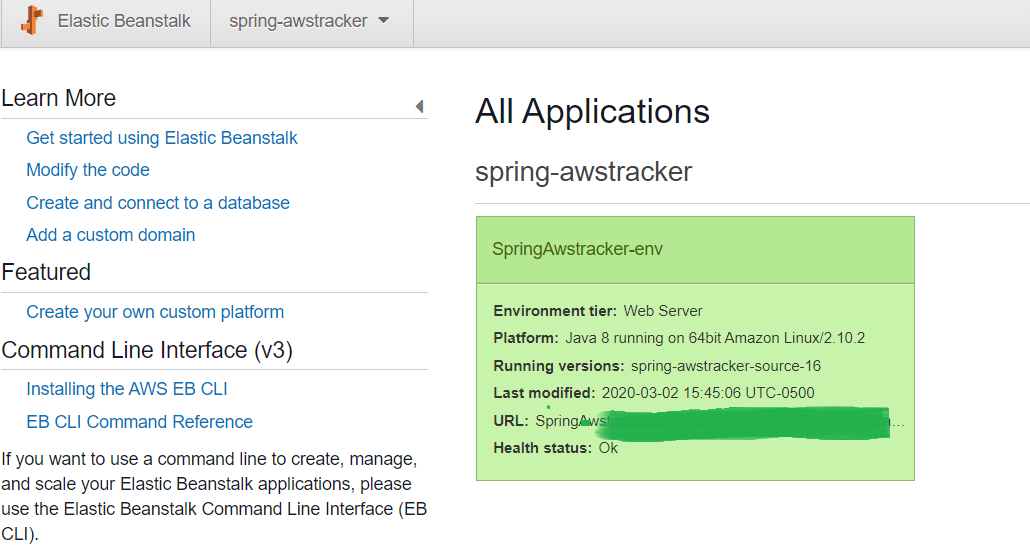 Elastic Beanstalk
spring-awstracker
Learn More
Get started using Elastic Beanstalk
Modify the code
Create and connect to a database
Add a custom domain
Featured
Create your own custom platform
Command Line Interface (v3)
Installing the AWS EB CLI
EB CLI Command Reference
If you want to use a command line to create, manage,
and scale your Elastic Beanstalk applications, please
use the Elastic Beanstalk Command Line Interface (EB
CLI).
All Applications
spring-awstracker
SpringAwstracker-env
Environment tier: Web Server
Platform: Java 8 running on 64bit Amazon Linux/2.10.2
Running versions: spring-awstracker-source-16
Last modified: 2020-03-02 15:45:06 UTC-0500
URL:
Health status: Ok